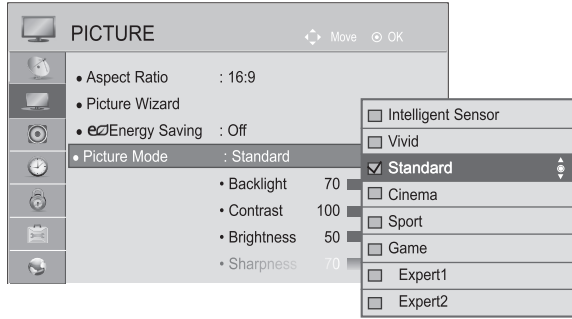 PICTURE
Move OK
• Aspect Ratio : 16:9
• Picture Wizard
• eco Energy Saving : Off
• Picture Mode : Standard
• Backlight 70
• Contrast 100
• Brightness 50
• Sharpness 70
Intelligent Sensor
Vivid
Standard
Cinema
Sport
Game
Expert1
Expert2